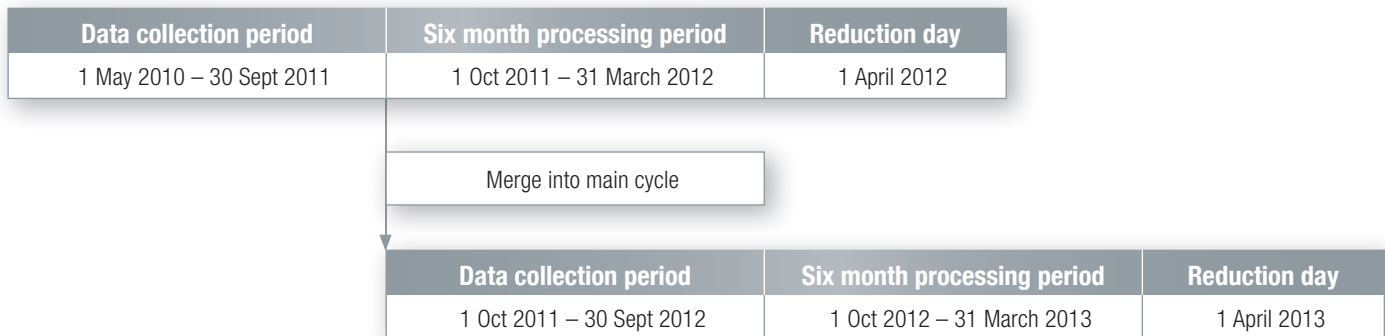 Data collection period Six month processing period Reduction day
1 May 2010 – 30 Sept 2011 1 Oct 2011 – 31 March 2012 1 April 2012
Merge into main cycle
Data collection period Six month processing period Reduction day
1 Oct 2011 – 30 Sept 2012 1 Oct 2012 – 31 March 2013 1 April 2013